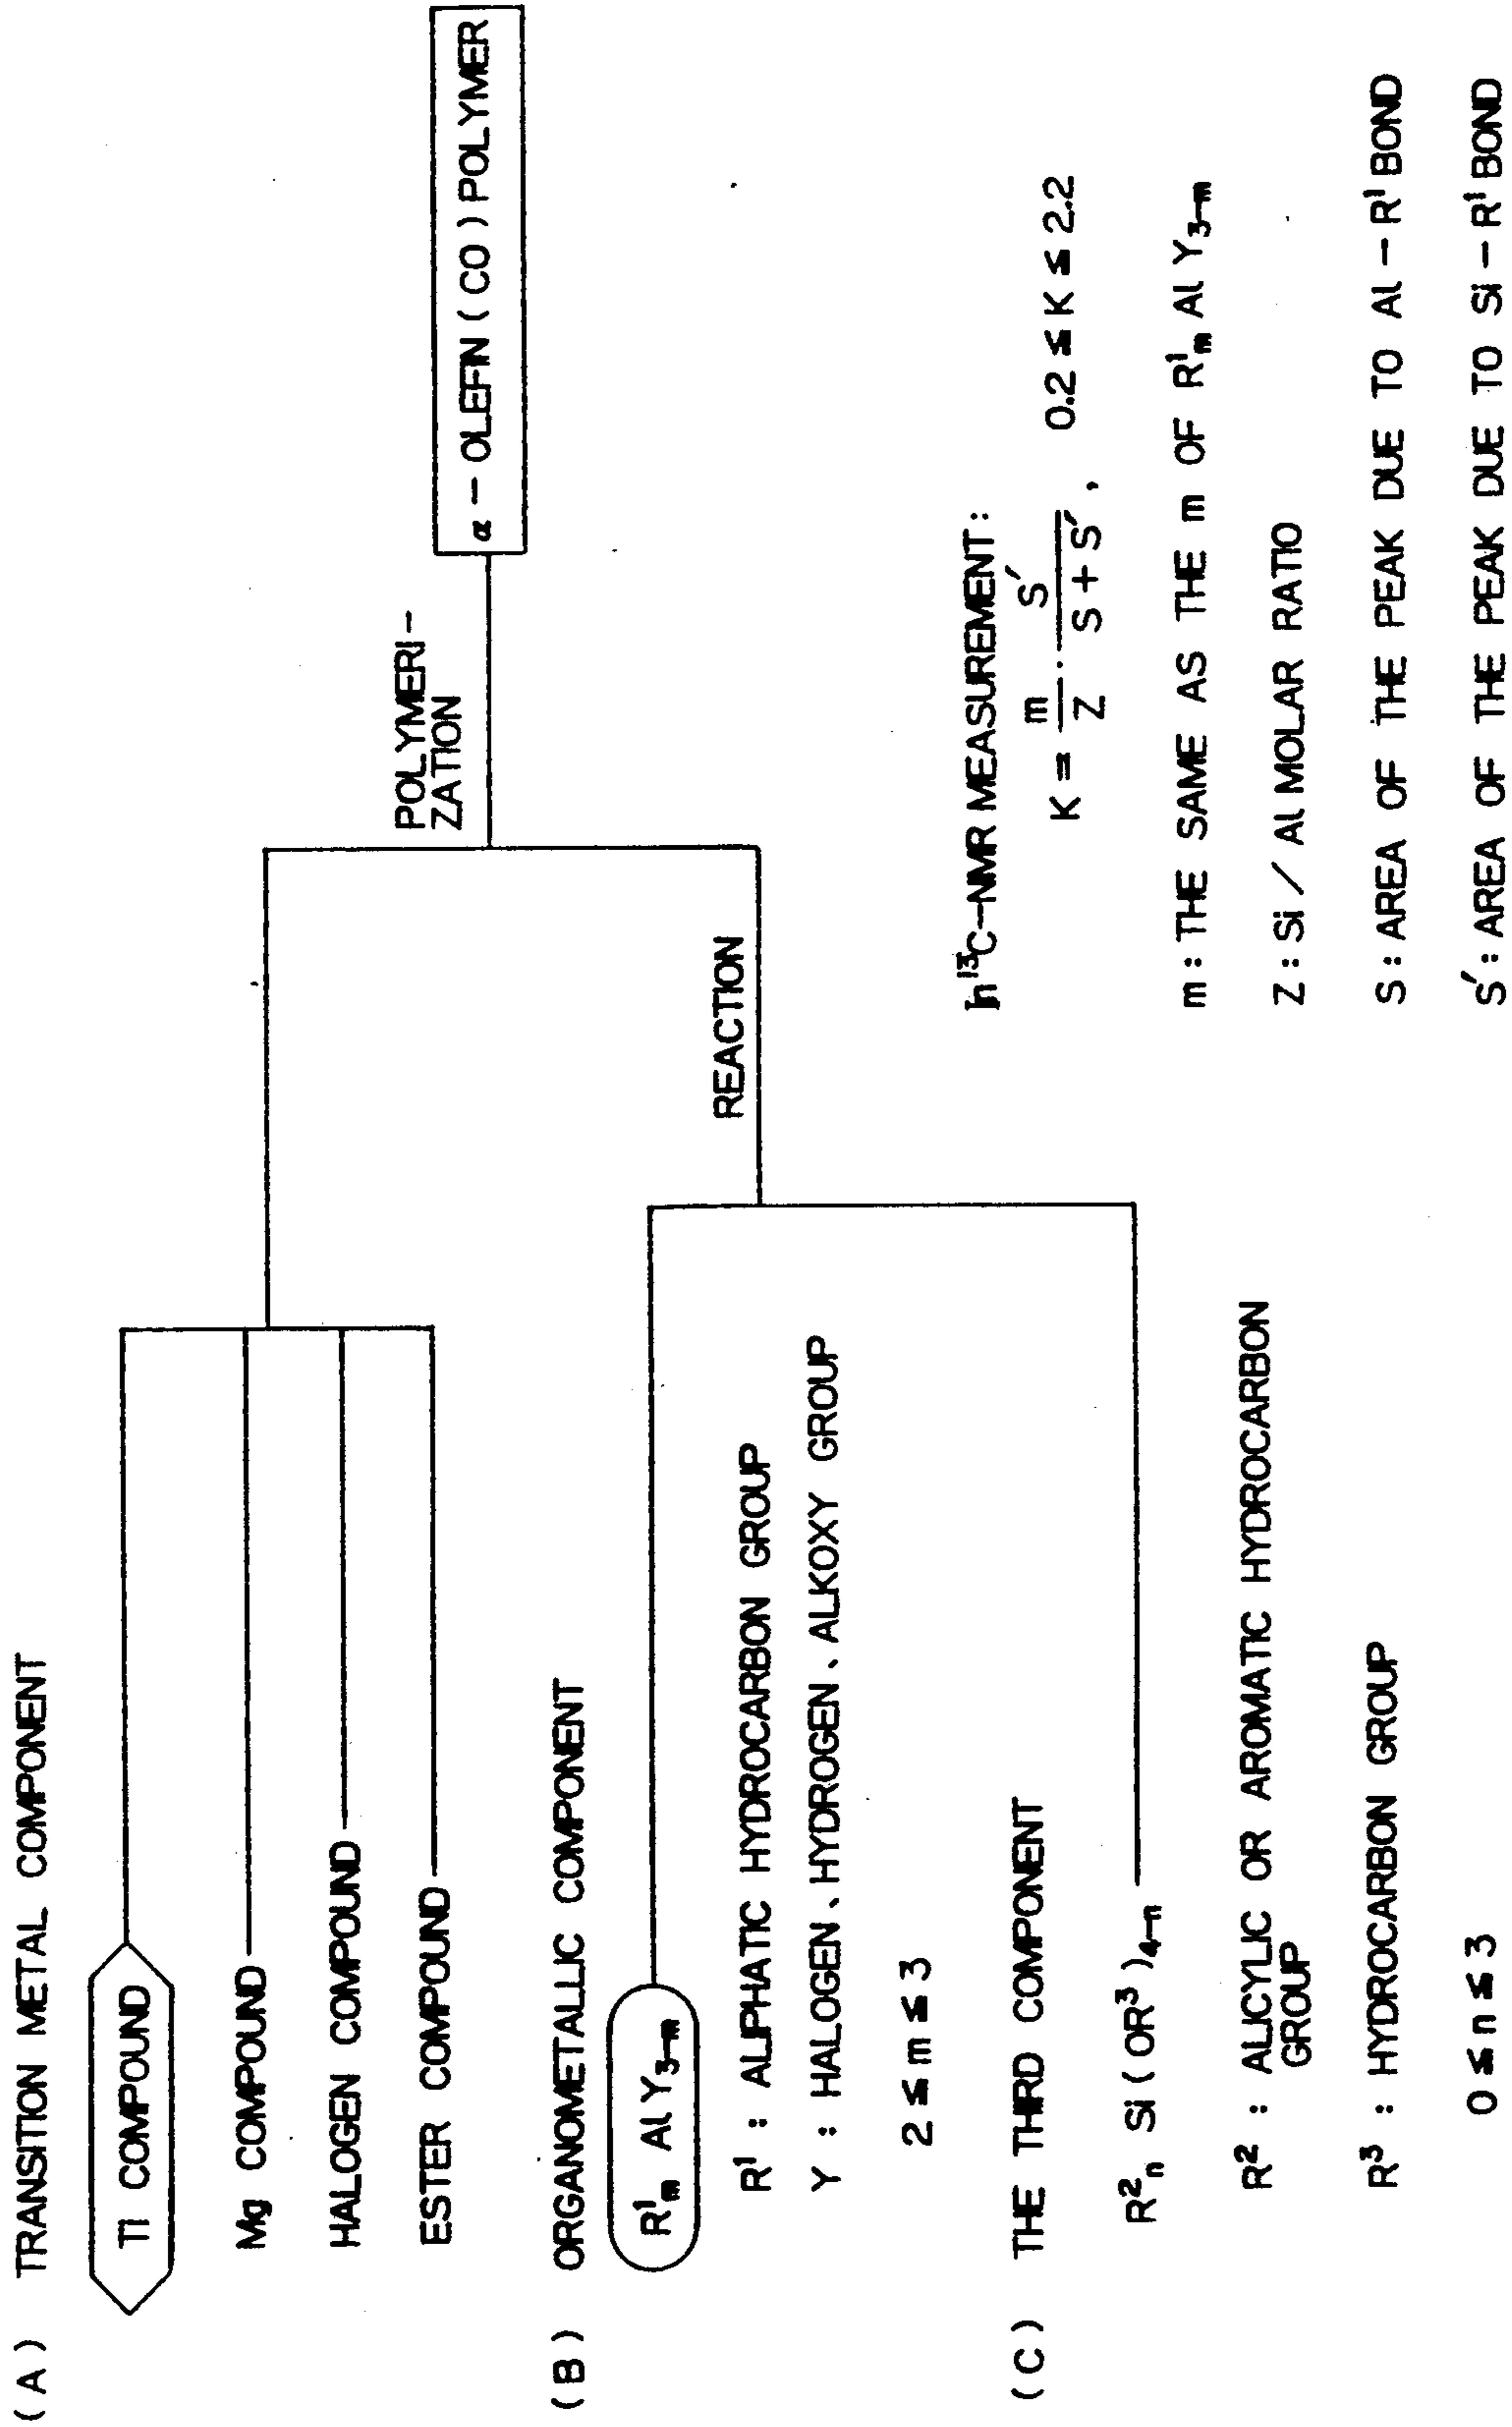 (A) TRANSITION METAL COMPONENT
Ti COMPOUND
Mg COMPOUND
HALOGEN COMPOUND
ESTER COMPOUND
(B) ORGANOMETALLIC COMPONENT
R¹ₘ Al Y₃₋ₘ
R¹ : ALIPHATIC HYDROCARBON GROUP
Y : HALOGEN、HYDROGEN、ALKOXY GROUP
2 ≤ m ≤ 3
(C) THE THIRD COMPONENT
R²ₙ Si (OR³)₄₋ₙ
R² : ALICYLIC OR AROMATIC HYDROCARBON
GROUP
R³ : HYDROCARBON GROUP
0 ≤ n ≤ 3
REACTION
POLYMERI-
ZATION
α - OLEFIN (CO) POLYMER
In ¹³C-NMR MEASUREMENT:
K = m/Z · S′/S + S′, 0.2 ≤ K ≤ 2.2
m : THE SAME AS THE m OF R¹ₘ Al Y₃₋ₘ
Z : Si / Al MOLAR RATIO
S : AREA OF THE PEAK DUE TO Al - R¹ BOND
S′ : AREA OF THE PEAK DUE TO Si - R¹ BOND